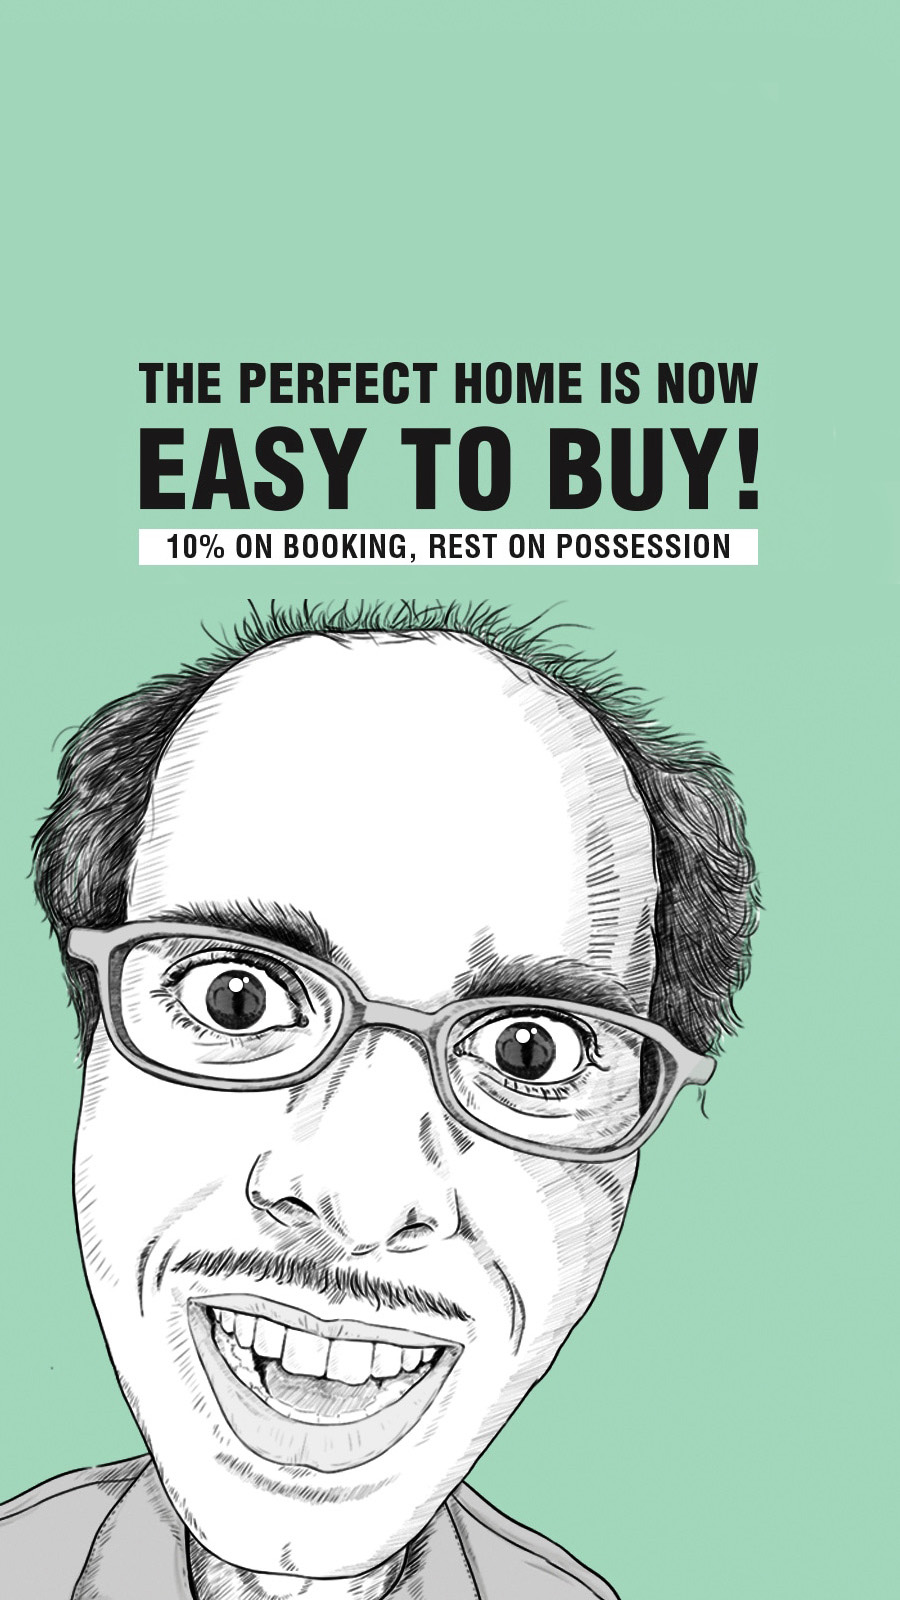 THE PERFECT HOME IS NOW
EASY TO BUY!
10% ON BOOKING, REST ON POSSESSION